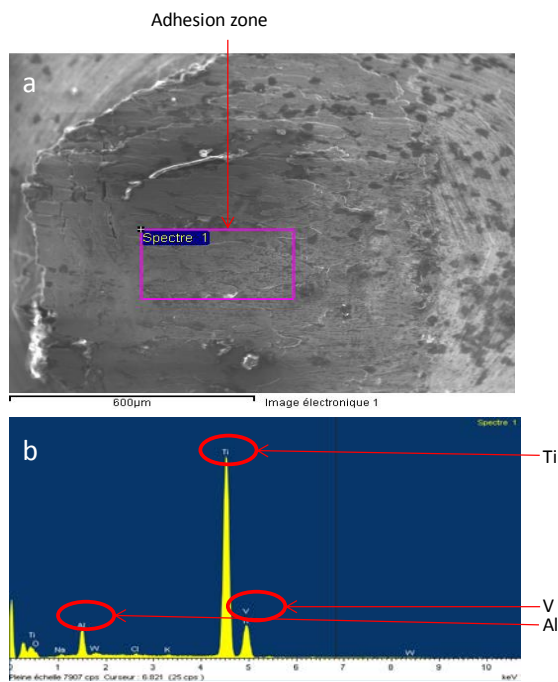 Adhesion zone
a
Spectre 1
600µm
Image électronique 1
Spectre 1
b
Ti
Ti
V
V
Al
Al
Ti
O
Na
W
Cl
K
W
0 1 2 3 4 5 6 7 8 9 10
Pleine échelle 7907 cps Curseur : 6.821 (25 cps)
keV